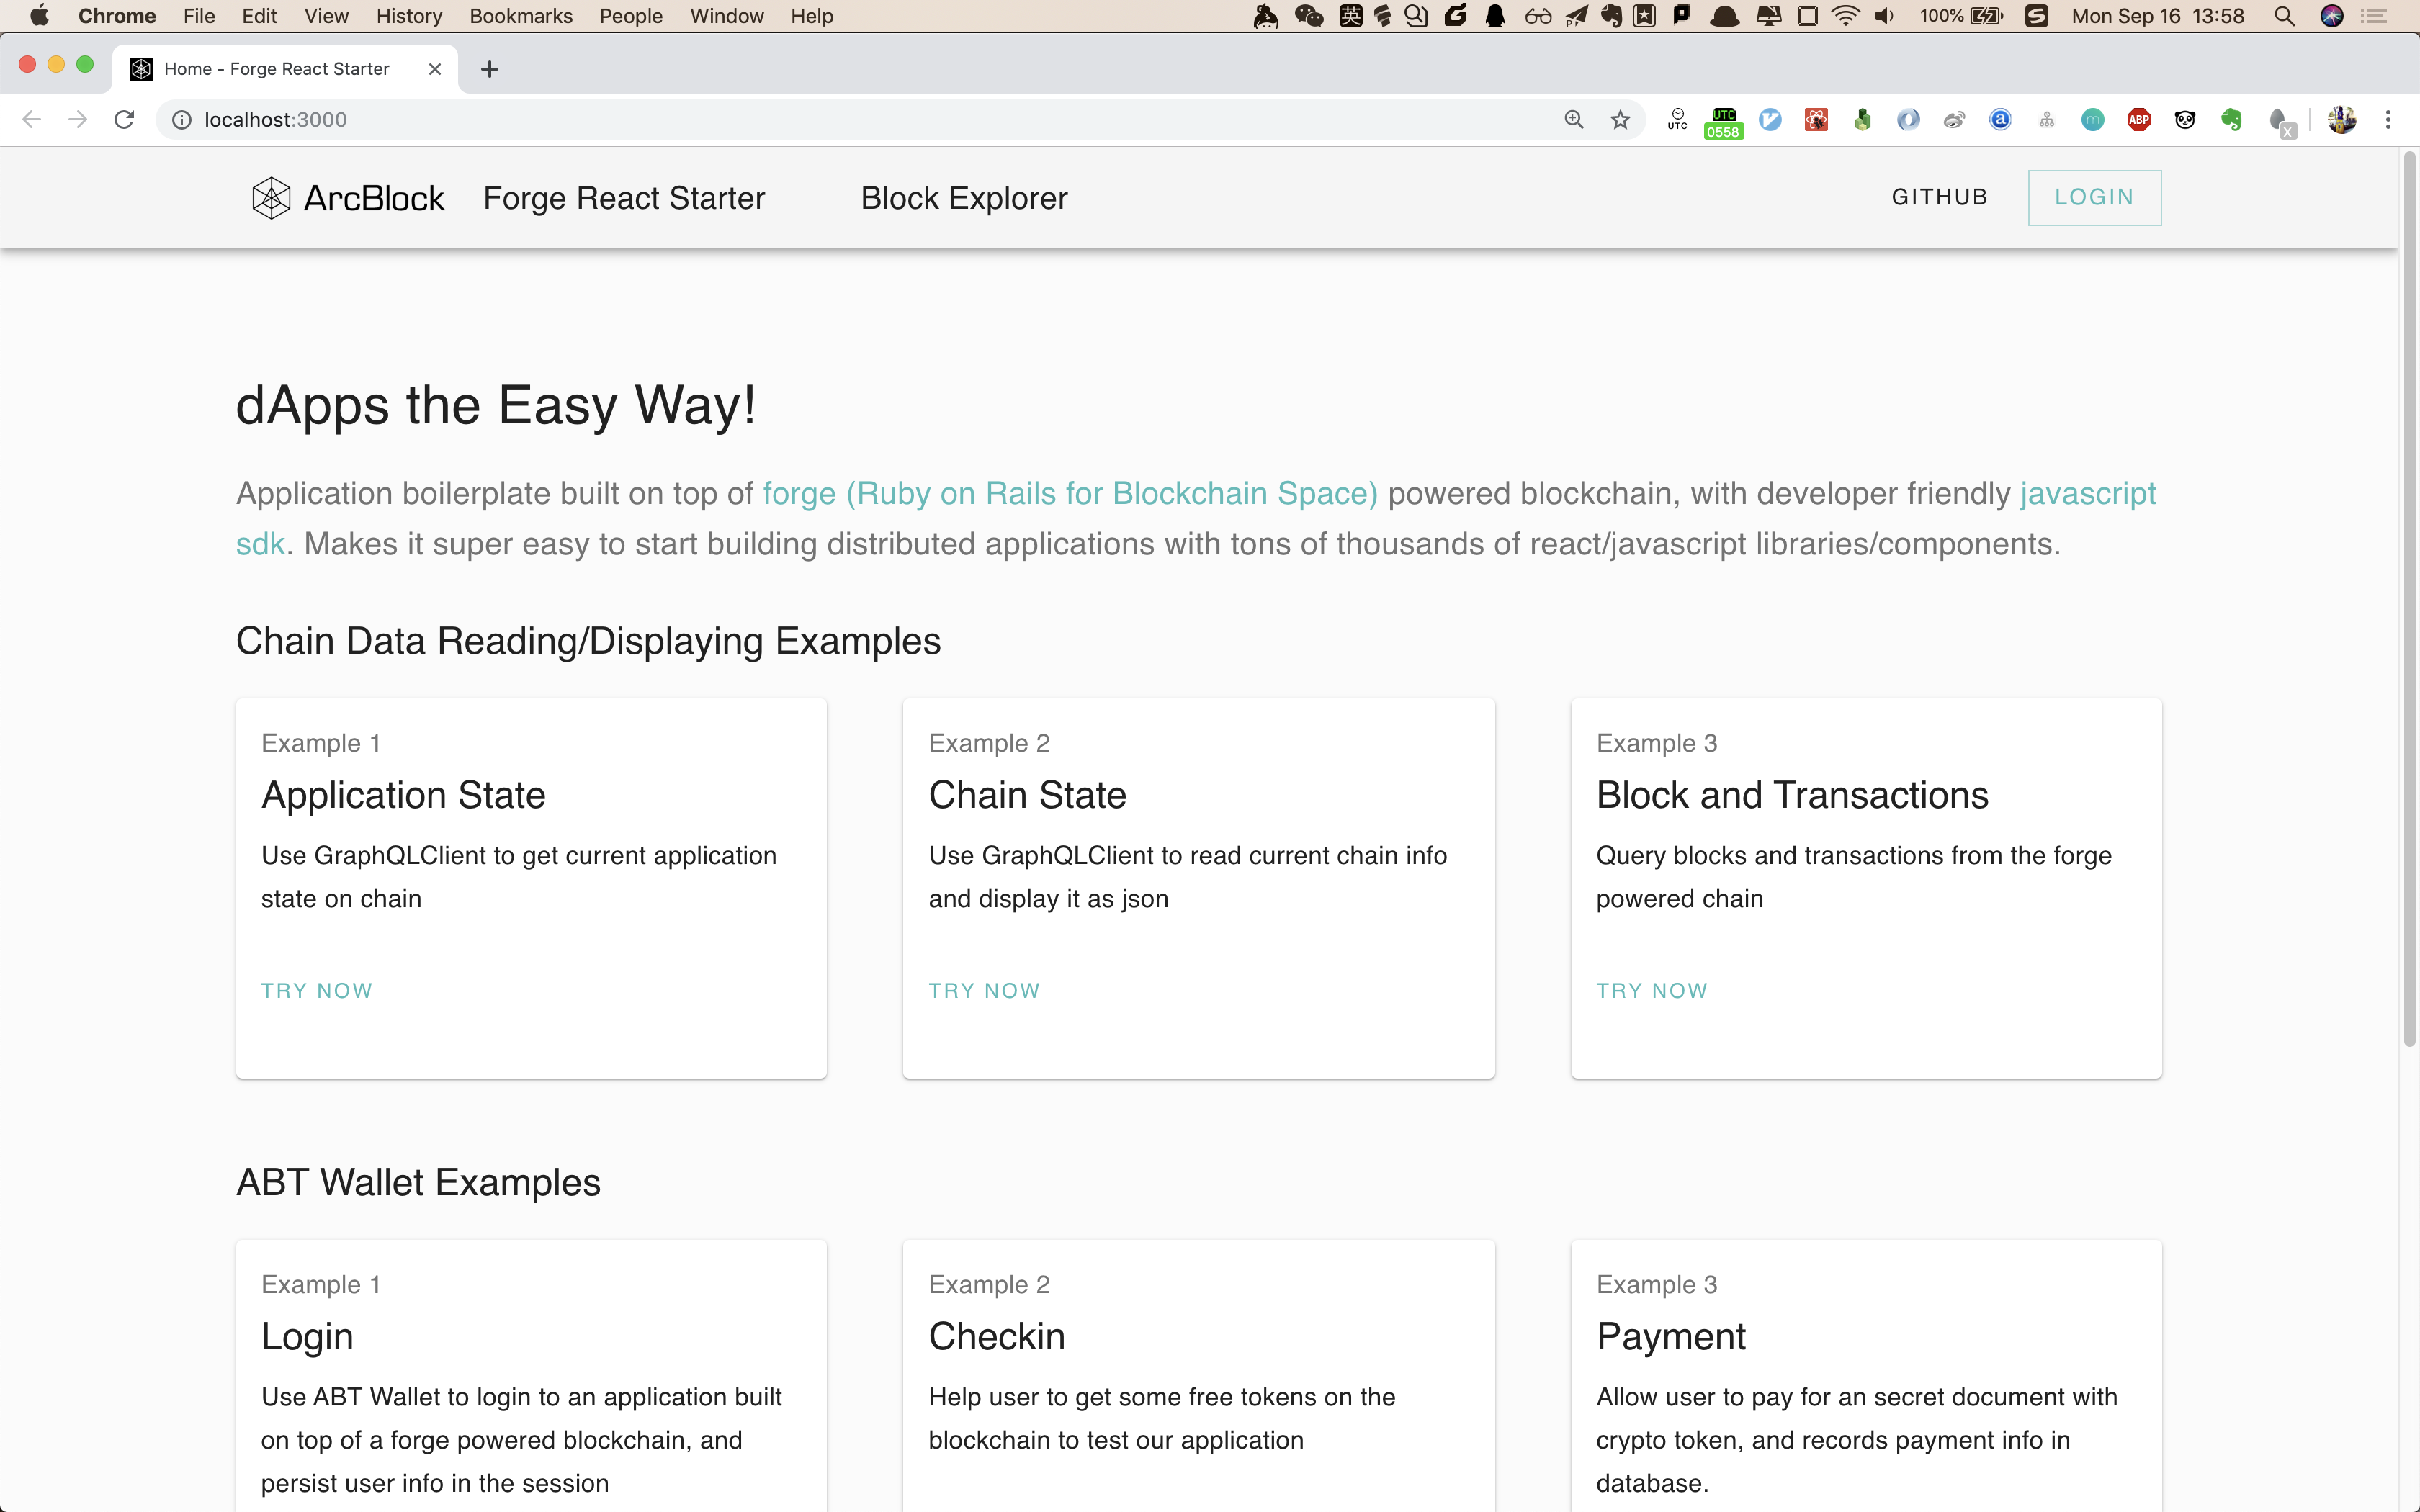 Chrome File Edit View History Bookmarks People Window Help 英 100% Mon Sep 16 13:58
Home - Forge React Starter
localhost:3000 UTC UTC 0558 a m ABP x
ArcBlock Forge React Starter Block Explorer GITHUB LOGIN
dApps the Easy Way!
Application boilerplate built on top of forge (Ruby on Rails for Blockchain Space) powered blockchain, with developer friendly javascript
sdk. Makes it super easy to start building distributed applications with tons of thousands of react/javascript libraries/components.
Chain Data Reading/Displaying Examples
Example 1
Application State
Use GraphQLClient to get current application
state on chain
TRY NOW
Example 2
Chain State
Use GraphQLClient to read current chain info
and display it as json
TRY NOW
Example 3
Block and Transactions
Query blocks and transactions from the forge
powered chain
TRY NOW
ABT Wallet Examples
Example 1
Login
Use ABT Wallet to login to an application built
on top of a forge powered blockchain, and
persist user info in the session
Example 2
Checkin
Help user to get some free tokens on the
blockchain to test our application
Example 3
Payment
Allow user to pay for an secret document with
crypto token, and records payment info in
database.